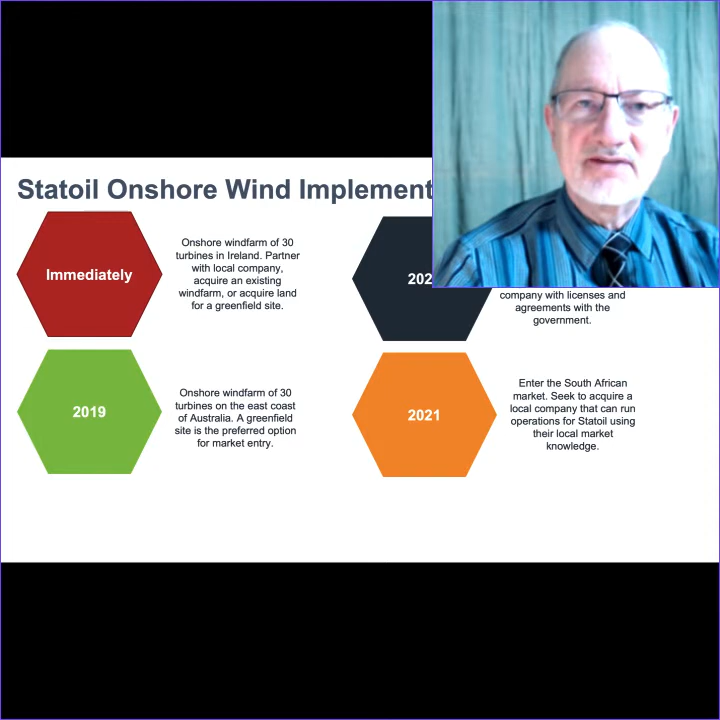 Statoil Onshore Wind Implement
Immediately
Onshore windfarm of 30
turbines in Ireland. Partner
with local company,
acquire an existing
windfarm, or acquire land
for a greenfield site.
2019
Onshore windfarm of 30
turbines on the east coast
of Australia. A greenfield
site is the preferred option
for market entry.
202
company with licenses and
agreements with the
government.
2021
Enter the South African
market. Seek to acquire a
local company that can run
operations for Statoil using
their local market
knowledge.